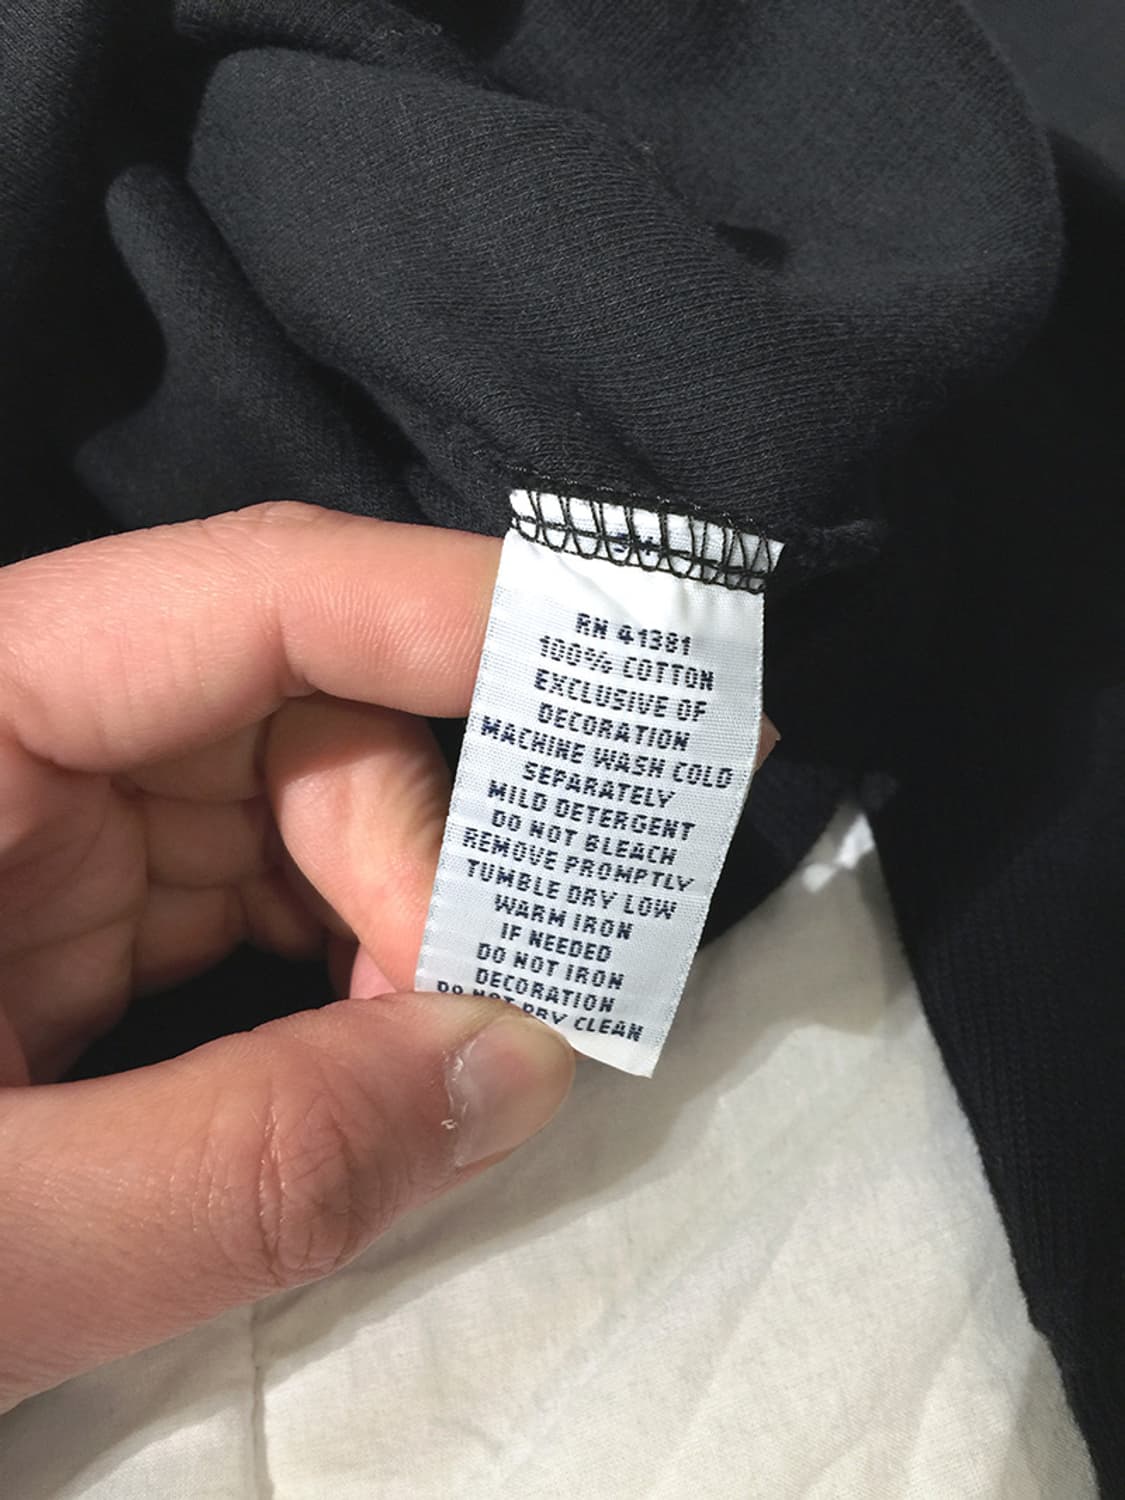 RN 41381
100% COTTON
EXCLUSIVE OF
DECORATION
MACHINE WASH COLD
SEPARATELY
MILD DETERGENT
DO NOT BLEACH
REMOVE PROMPTLY
TUMBLE DRY LOW
WARM IRON
IF NEEDED
DO NOT IRON
DECORATION
DO NOT DRY CLEAN